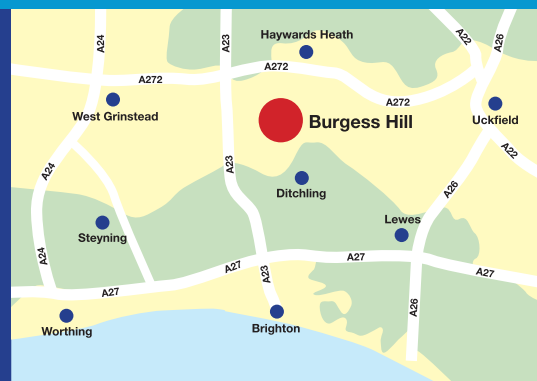 A24
A23
A22
A26
Haywards Heath
A272
A272
A272
West Grinstead
Burgess Hill
Uckfield
A22
A24
A23
Ditchling
A26
Steyning
Lewes
A24
A27
A23
A27
A27
A27
A26
Worthing
Brighton